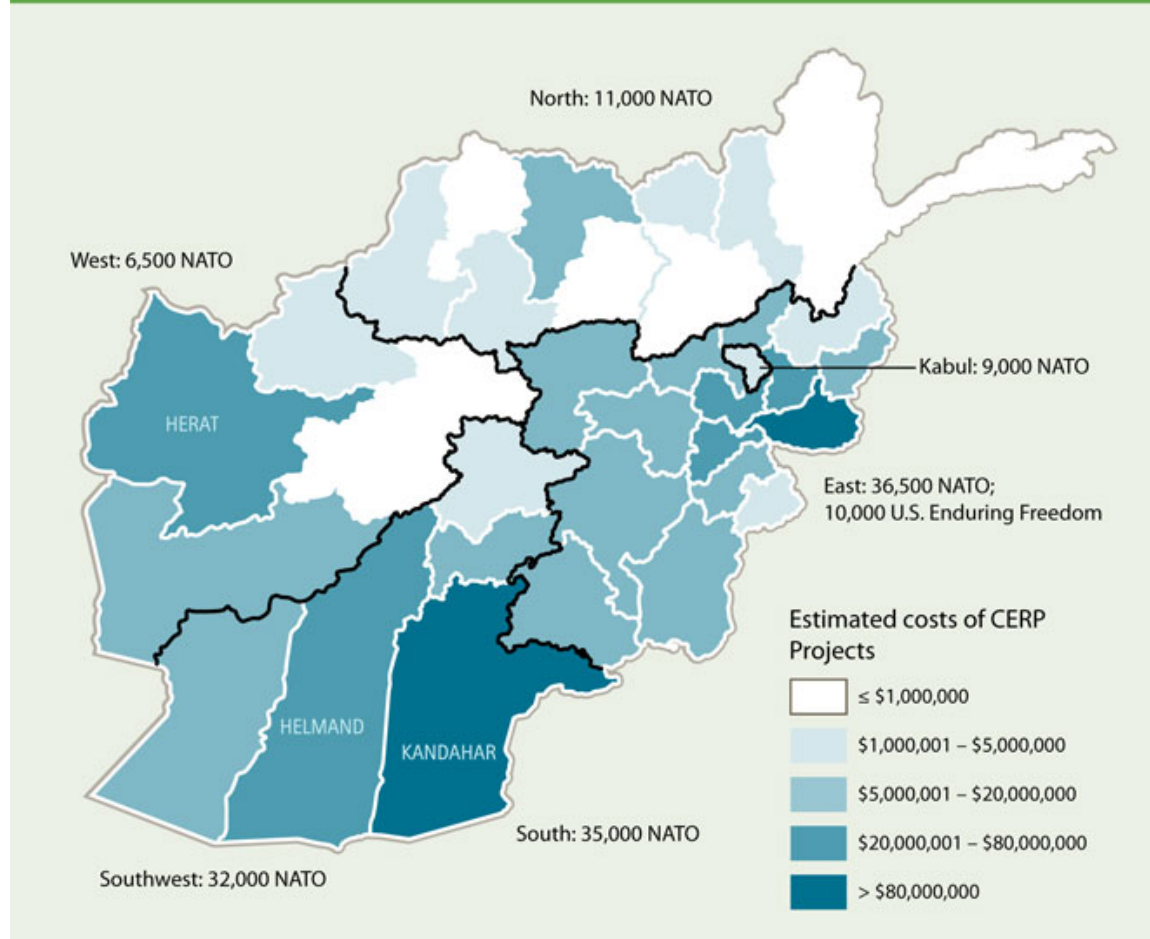 North: 11,000 NATO
West: 6,500 NATO
Kabul: 9,000 NATO
HERAT
East: 36,500 NATO;
10,000 U.S. Enduring Freedom
HELMAND
KANDAHAR
South: 35,000 NATO
Southwest: 32,000 NATO
Estimated costs of CERP
Projects
≤ $1,000,000
$1,000,001 – $5,000,000
$5,000,001 – $20,000,000
$20,000,001 – $80,000,000
> $80,000,000